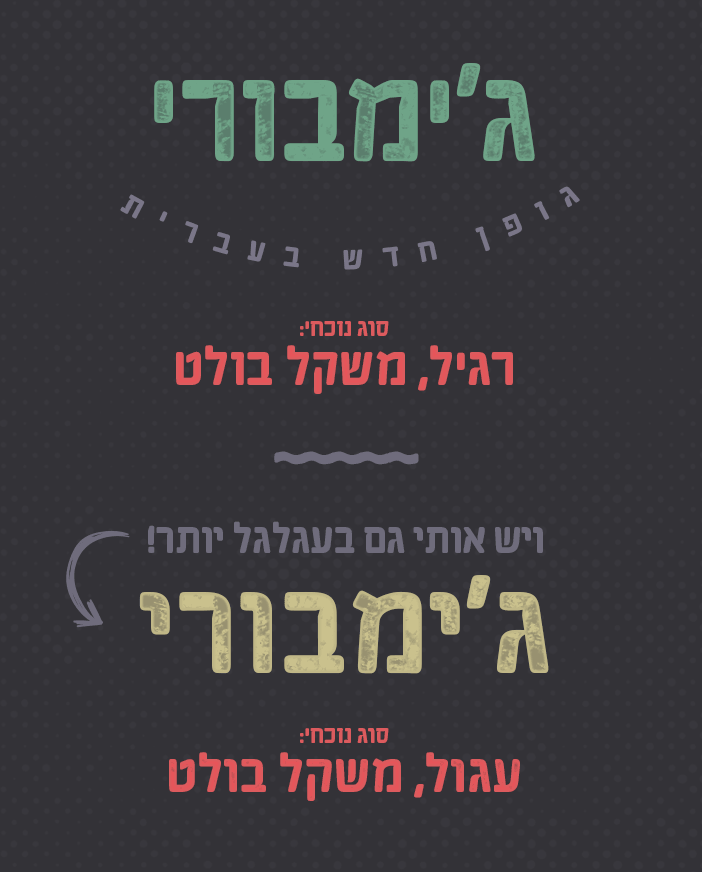 ג'ימבורי
גופן חדש בעברית
סוג נוכחי:
רגיל, משקל בולט
ויש אותי גם בעגלגל יותר!
ג'ימבורי
סוג נוכחי:
עגול, משקל בולט